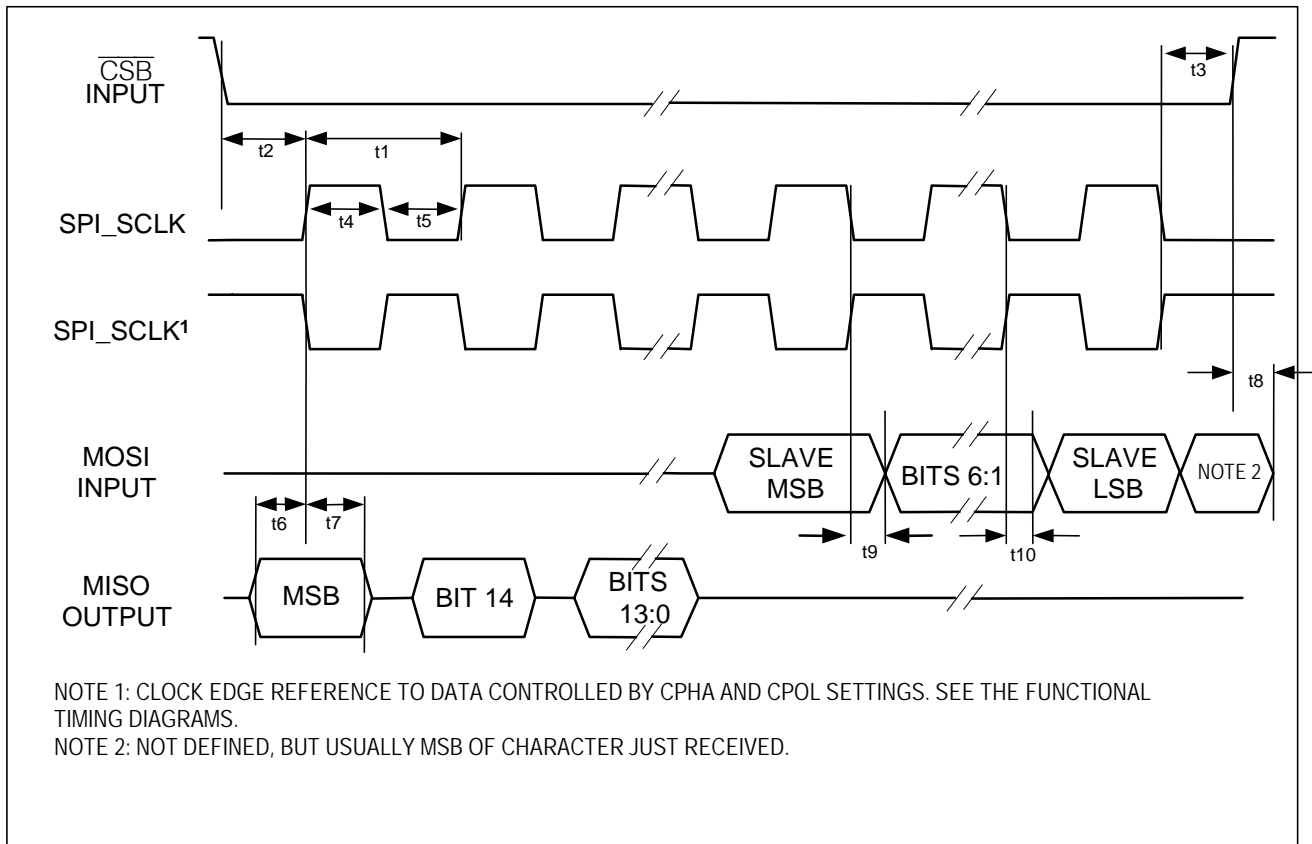 CSB
INPUT
t3
t2
t1
SPI_SCLK
t4
t5
SPI_SCLK¹
t8
MOSI
INPUT
SLAVE
MSB
BITS 6:1
SLAVE
LSB
NOTE 2
t6
t7
t9
t10
MISO
OUTPUT
MSB
BIT 14
BITS
13:0
NOTE 1: CLOCK EDGE REFERENCE TO DATA CONTROLLED BY CPHA AND CPOL SETTINGS. SEE THE FUNCTIONAL
TIMING DIAGRAMS.
NOTE 2: NOT DEFINED, BUT USUALLY MSB OF CHARACTER JUST RECEIVED.